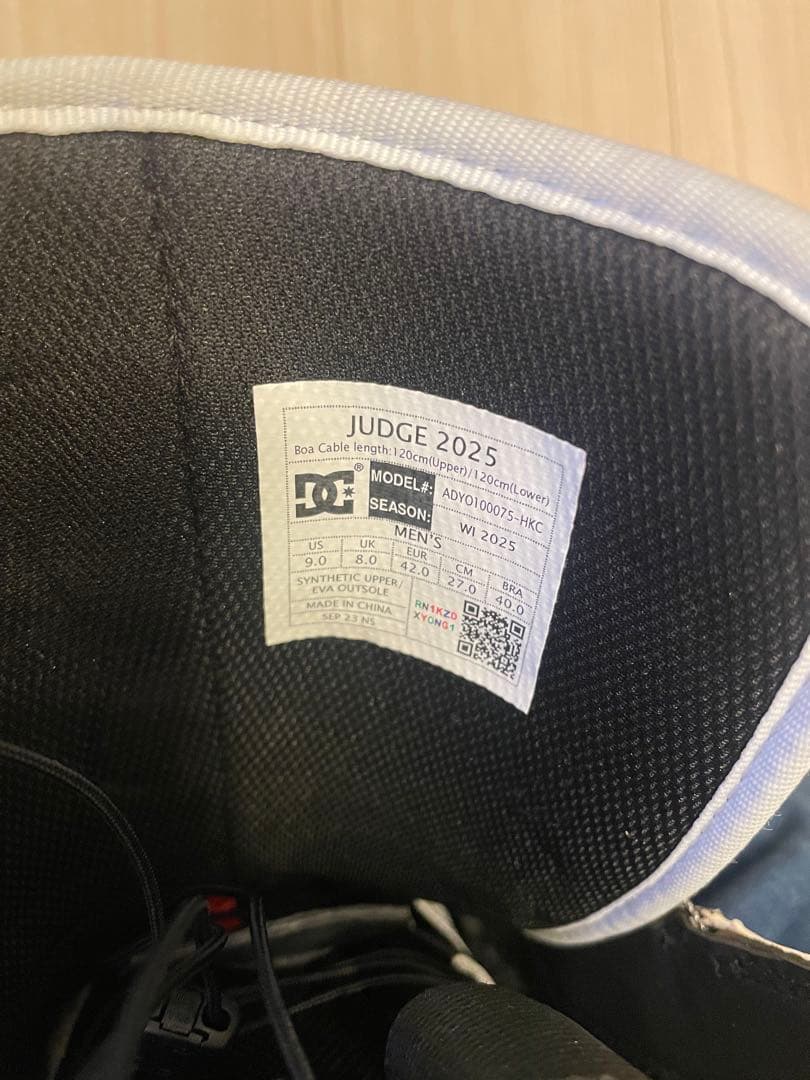 JUDGE 2025
Boa Cable length:120cm(Upper)/120cm(Lower)
DC® MODEL#: ADYO100075-HKC
SEASON: WI 2025
MEN'S
US UK EUR CM BRA
9.0 8.0 42.0 27.0 40.0
SYNTHETIC UPPER/
EVA OUTSOLE
MADE IN CHINA
SEP 23 NS
RN1KZO
XYONG1